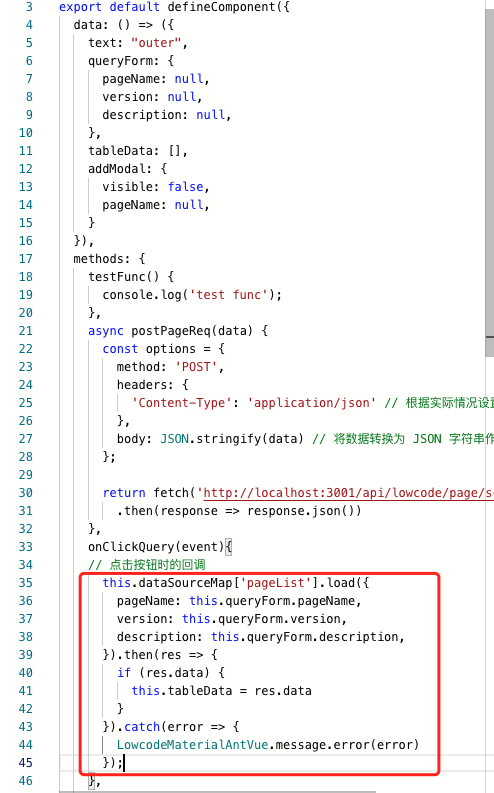 3 export default defineComponent({
4 data: () => ({
5 text: "outer",
6 queryForm: {
7 pageName: null,
8 version: null,
9 description: null,
10 },
11 tableData: [],
12 addModal: {
13 visible: false,
14 pageName: null,
15 }
16 }),
17 methods: {
18 testFunc() {
19 console.log('test func');
20 },
21 async postPageReq(data) {
22 const options = {
23 method: 'POST',
24 headers: {
25 'Content-Type': 'application/json' // 根据实际情况设置
26 },
27 body: JSON.stringify(data) // 将数据转换为 JSON 字符串作
28 };
29
30 return fetch('http://localhost:3001/api/lowcode/page/s
31 .then(response => response.json())
32 },
33 onClickQuery(event){
34 // 点击按钮时的回调
35 this.dataSourceMap['pageList'].load({
36 pageName: this.queryForm.pageName,
37 version: this.queryForm.version,
38 description: this.queryForm.description,
39 }).then(res => {
40 if (res.data) {
41 this.tableData = res.data
42 }
43 }).catch(error => {
44 LowcodeMaterialAntVue.message.error(error)
45 });
46 },